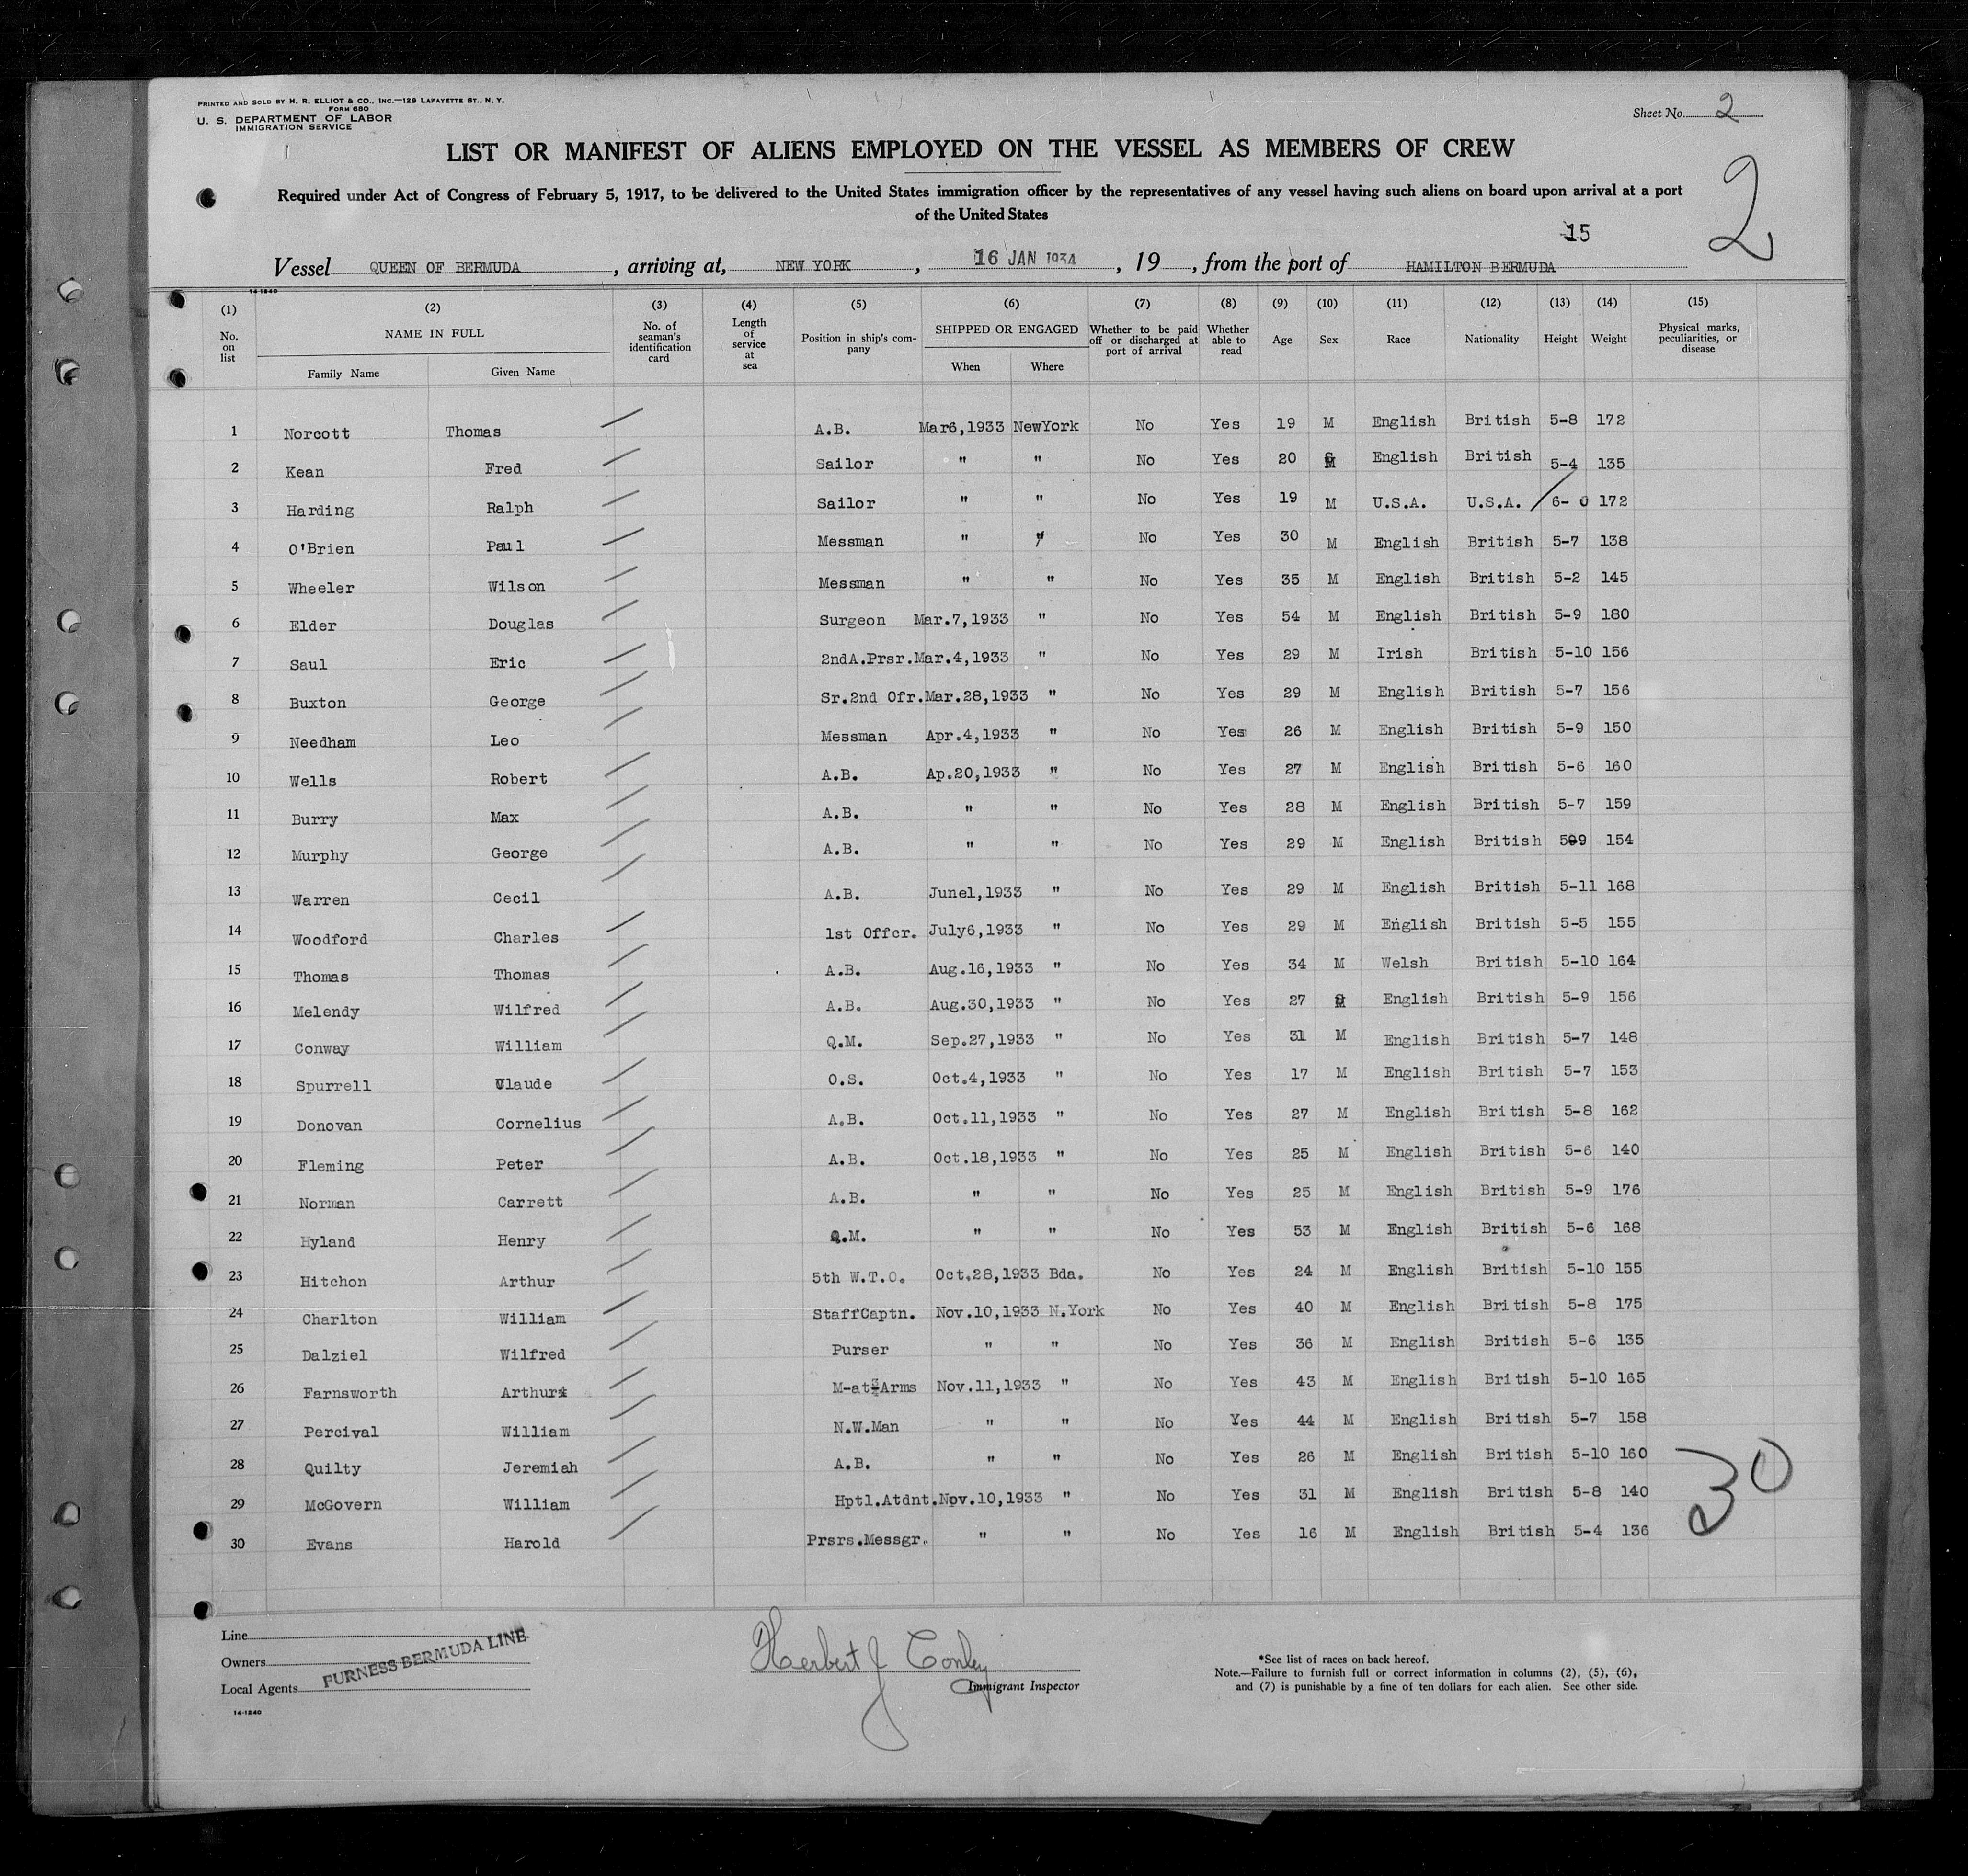 PRINTED AND SOLD BY H. R. ELLIOT & CO., INC.—129 LAFAYETTE ST., N. Y.
FORM 680
U. S. DEPARTMENT OF LABOR
IMMIGRATION SERVICE
Sheet No. 2
LIST OR MANIFEST OF ALIENS EMPLOYED ON THE VESSEL AS MEMBERS OF CREW
2
Required under Act of Congress of February 5, 1917, to be delivered to the United States immigration officer by the representatives of any vessel having such aliens on board upon arrival at a port
of the United States
15
Vessel QUEEN OF BERMUDA, arriving at, NEW YORK, 16 JAN 1934, 19, from the port of HAMILTON BERMUDA
14-1240
(1) (2) (3) (4) (5) (6) (7) (8) (9) (10) (11) (12) (13) (14) (15)
No. on list NAME IN FULL Family Name Given Name No. of seaman's identification card Length of service at sea Position in ship's company SHIPPED OR ENGAGED When Where Whether to be paid off or discharged at port of arrival Whether able to read Age Sex Race Nationality Height Weight Physical marks, peculiarities, or disease
1 Norcott Thomas A.B. Mar6,1933 NewYork No Yes 19 M English British 5-8 172
2 Kean Fred Sailor " " No Yes 20 M English British 5-4 135
3 Harding Ralph Sailor " " No Yes 19 M U.S.A. U.S.A. 6-0 172
4 O'Brien Paul Messman " " No Yes 30 M English British 5-7 138
5 Wheeler Wilson Messman " " No Yes 35 M English British 5-2 145
6 Elder Douglas Surgeon Mar.7,1933 " No Yes 54 M English British 5-9 180
7 Saul Eric 2ndA.Prsr. Mar.4,1933 " No Yes 29 M Irish British 5-10 156
8 Buxton George Sr.2nd Ofr. Mar.28,1933 " No Yes 29 M English British 5-7 156
9 Needham Leo Messman Apr.4,1933 " No Yes 26 M English British 5-9 150
10 Wells Robert A.B. Ap.20,1933 " No Yes 27 M English British 5-6 160
11 Burry Max A.B. " " No Yes 28 M English British 5-7 159
12 Murphy George A.B. " " No Yes 29 M English British 5-9 154
13 Warren Cecil A.B. June1,1933 " No Yes 29 M English British 5-11 168
14 Woodford Charles 1st Offcr. July6,1933 " No Yes 29 M English British 5-5 155
15 Thomas Thomas A.B. Aug.16,1933 " No Yes 34 M Welsh British 5-10 164
16 Melendy Wilfred A.B. Aug.30,1933 " No Yes 27 M English British 5-9 156
17 Conway William Q.M. Sep.27,1933 " No Yes 31 M English British 5-7 148
18 Spurrell Claude O.S. Oct.4,1933 " No Yes 17 M English British 5-7 153
19 Donovan Cornelius A.B. Oct.11,1933 " No Yes 27 M English British 5-8 162
20 Fleming Peter A.B. Oct.18,1933 " No Yes 25 M English British 5-6 140
21 Norman Carrett A.B. " " No Yes 25 M English British 5-9 176
22 Hyland Henry Q.M. " " No Yes 53 M English British 5-6 168
23 Hitchon Arthur 5th W.T.O. Oct.28,1933 Bda. No Yes 24 M English British 5-10 155
24 Charlton William StaffCaptn. Nov.10,1933 N.York No Yes 40 M English British 5-8 175
25 Dalziel Wilfred Purser " " No Yes 36 M English British 5-6 135
26 Farnsworth Arthur M-at-Arms Nov.11,1933 " No Yes 43 M English British 5-10 165
27 Percival William N.W.Man " " No Yes 44 M English British 5-7 158
28 Quilty Jeremiah A.B. " " No Yes 26 M English British 5-10 160
29 McGovern William Hptl.Atdnt. Nov.10,1933 " No Yes 31 M English British 5-8 140
30 Evans Harold Prsrs.Messgr. " " No Yes 16 M English British 5-4 136
30
Line
Owners
Local Agents
FURNESS BERMUDA LINE
14-1240
Herbert J Conley
Immigrant Inspector
*See list of races on back hereof.
Note.—Failure to furnish full or correct information in columns (2), (5), (6),
and (7) is punishable by a fine of ten dollars for each alien. See other side.